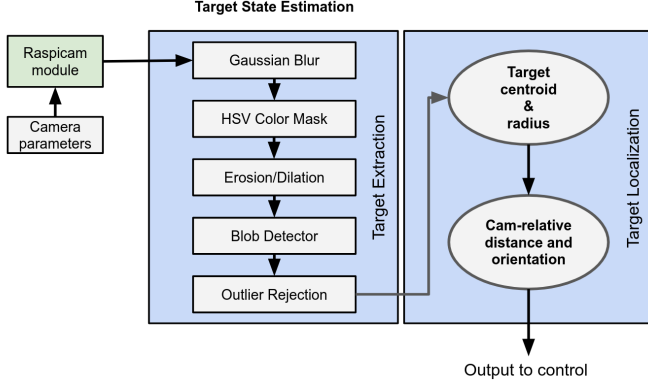 Target State Estimation
Raspicam
module
Camera
parameters
Gaussian Blur
HSV Color Mask
Erosion/Dilation
Blob Detector
Outlier Rejection
Target Extraction
Target
centroid
&
radius
Cam-relative
distance and
orientation
Target Localization
Output to control